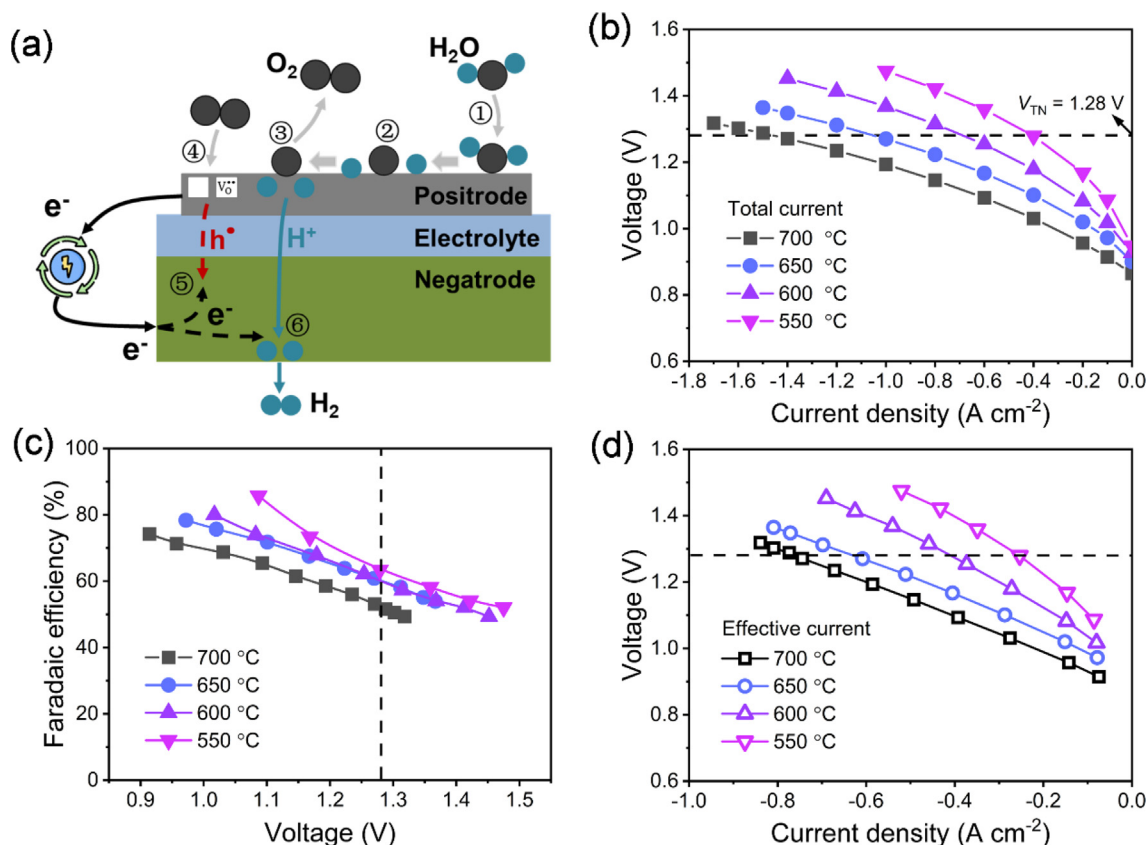 (a)
O₂
H₂O
①
②
③
④
V_O^••
Positrode
e⁻
h•
H⁺
Electrolyte
Negatrode
⑤
e⁻
⑥
e⁻
H₂
(b)
1.6
1.4
1.2
1.0
0.8
0.6
Voltage (V)
V_TN = 1.28 V
Total current
700 °C
650 °C
600 °C
550 °C
-1.8 -1.6 -1.4 -1.2 -1.0 -0.8 -0.6 -0.4 -0.2 0.0
Current density (A cm⁻²)
(c)
100
80
60
40
20
0
Faradaic efficiency (%)
700 °C
650 °C
600 °C
550 °C
0.9 1.0 1.1 1.2 1.3 1.4 1.5
Voltage (V)
(d)
1.6
1.4
1.2
1.0
0.8
0.6
Voltage (V)
Effective current
700 °C
650 °C
600 °C
550 °C
-1.0 -0.8 -0.6 -0.4 -0.2 0.0
Current density (A cm⁻²)